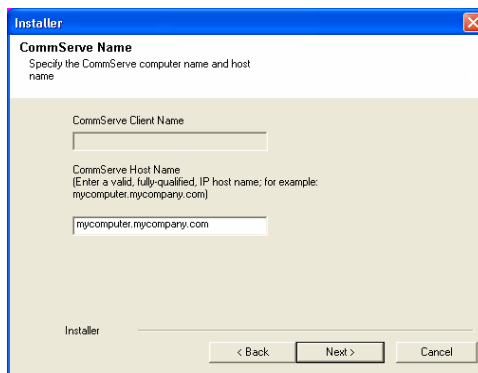 Installer
CommServe Name
Specify the CommServe computer name and host
name
CommServe Client Name
CommServe Host Name
(Enter a valid, fully-qualified, IP host name; for example:
mycomputer.mycompany.com)
mycomputer.mycompany.com
Installer
< Back Next > Cancel